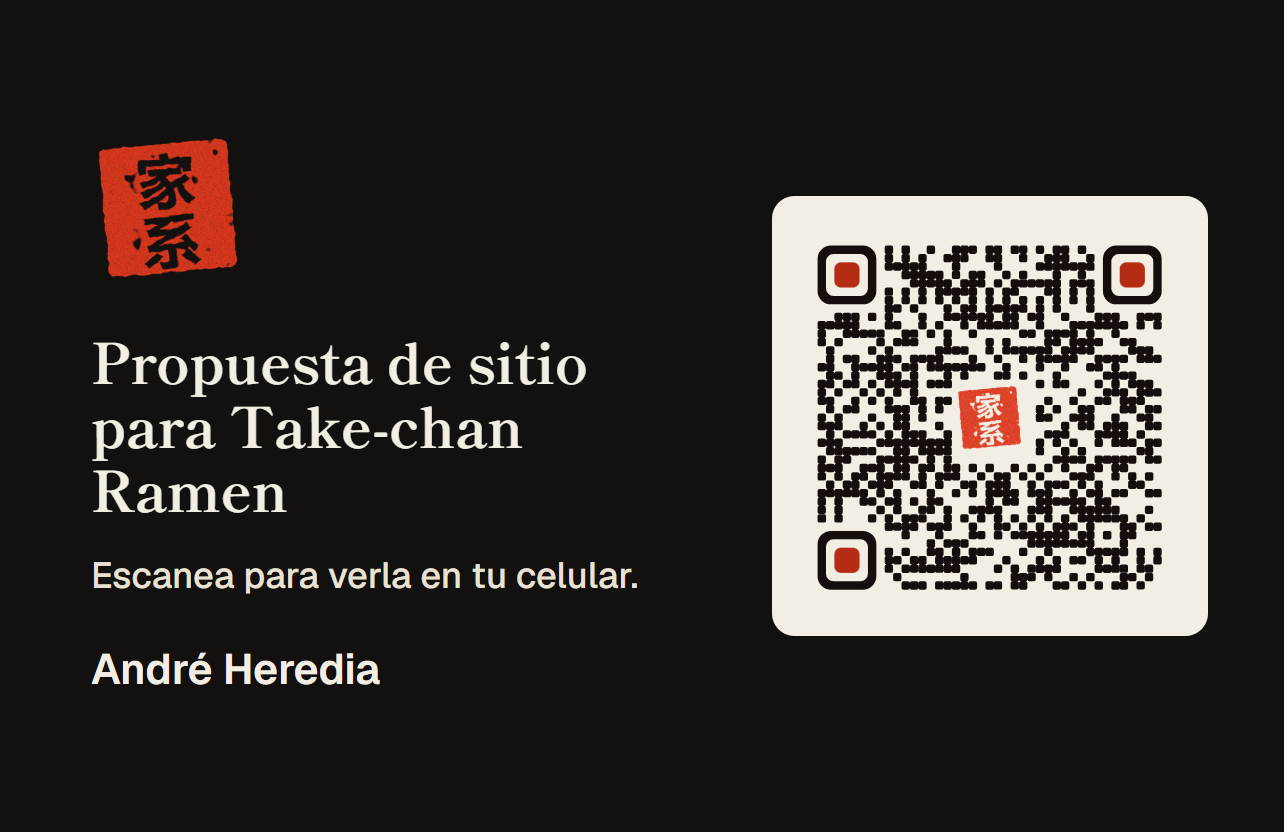 家
系
Propuesta de sitio
para Take-chan
Ramen
Escanea para verla en tu celular.
André Heredia
家
系